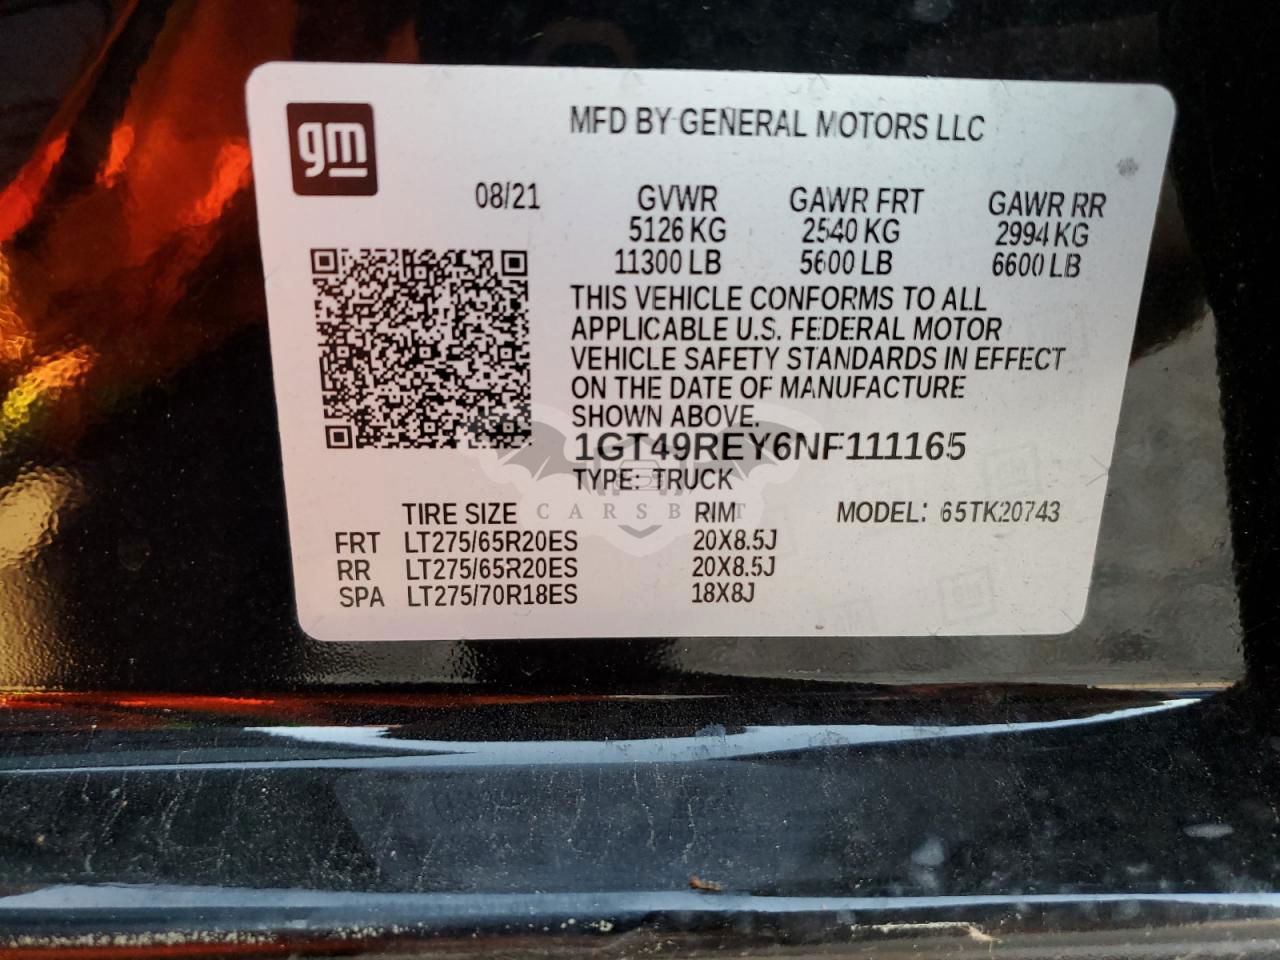 gm
MFD BY GENERAL MOTORS LLC
08/21 GVWR GAWR FRT GAWR RR
5126 KG 2540 KG 2994 KG
11300 LB 5600 LB 6600 LB
THIS VEHICLE CONFORMS TO ALL
APPLICABLE U.S. FEDERAL MOTOR
VEHICLE SAFETY STANDARDS IN EFFECT
ON THE DATE OF MANUFACTURE
SHOWN ABOVE.
1GT49REY6NF111165
TYPE: TRUCK
TIRE SIZE RIM MODEL: 65TK20743
FRT LT275/65R20ES 20X8.5J
RR LT275/65R20ES 20X8.5J
SPA LT275/70R18ES 18X8J